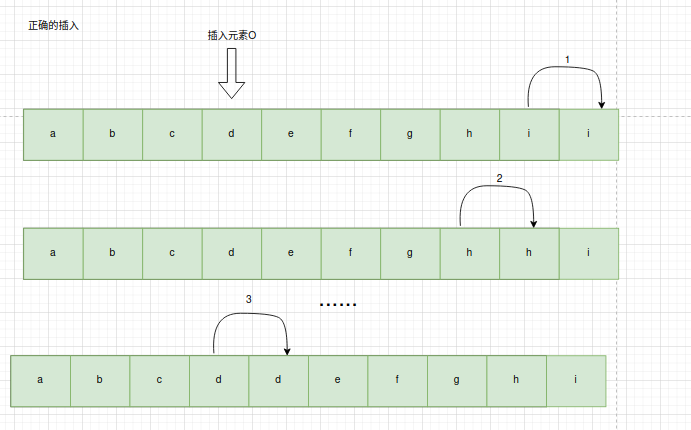 正确的插入
插入元素O
1
a b c d e f g h i i
2
a b c d e f g h h i
......
3
a b c d d e f g h i